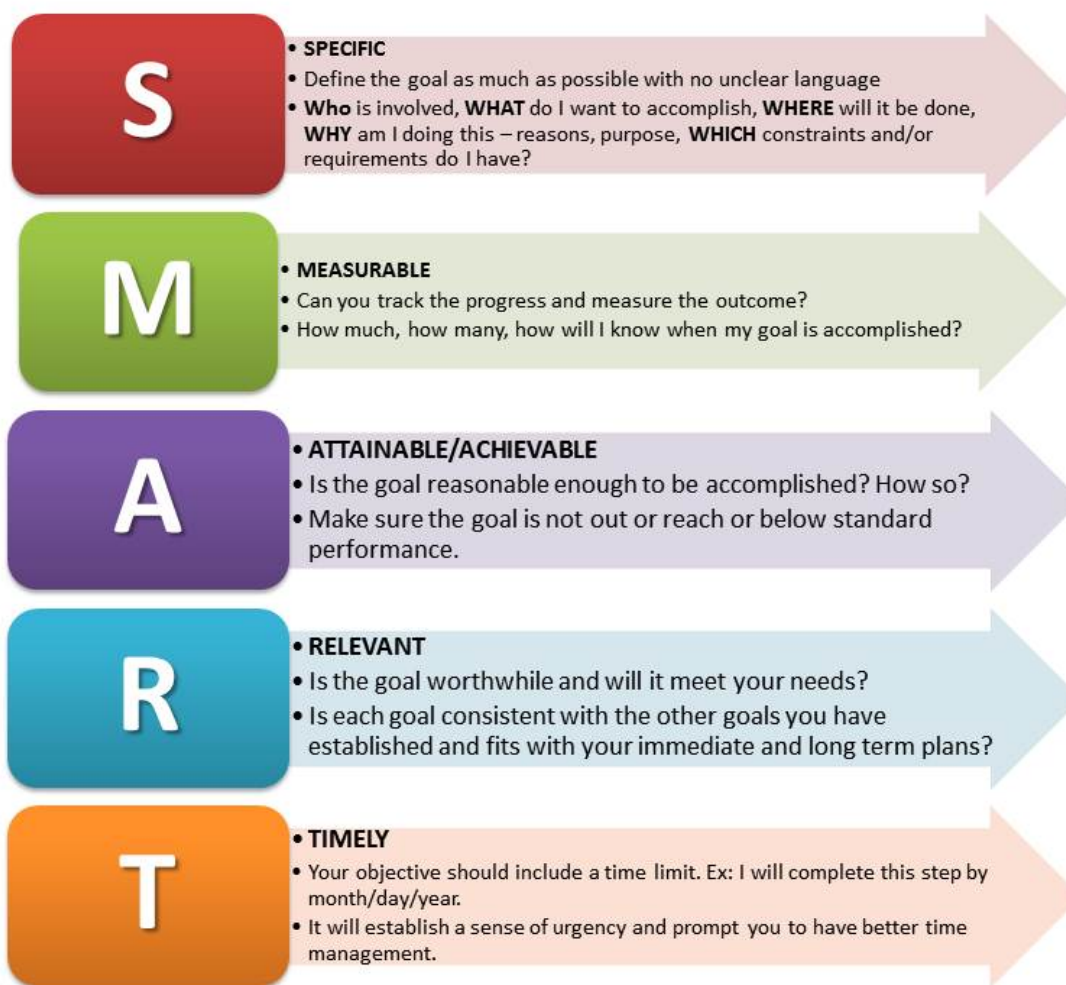 S
• SPECIFIC
• Define the goal as much as possible with no unclear language
• Who is involved, WHAT do I want to accomplish, WHERE will it be done,
WHY am I doing this – reasons, purpose, WHICH constraints and/or
requirements do I have?
M
• MEASURABLE
• Can you track the progress and measure the outcome?
• How much, how many, how will I know when my goal is accomplished?
A
• ATTAINABLE/ACHIEVABLE
• Is the goal reasonable enough to be accomplished? How so?
• Make sure the goal is not out or reach or below standard
performance.
R
• RELEVANT
• Is the goal worthwhile and will it meet your needs?
• Is each goal consistent with the other goals you have
established and fits with your immediate and long term plans?
T
• TIMELY
• Your objective should include a time limit. Ex: I will complete this step by
month/day/year.
• It will establish a sense of urgency and prompt you to have better time
management.